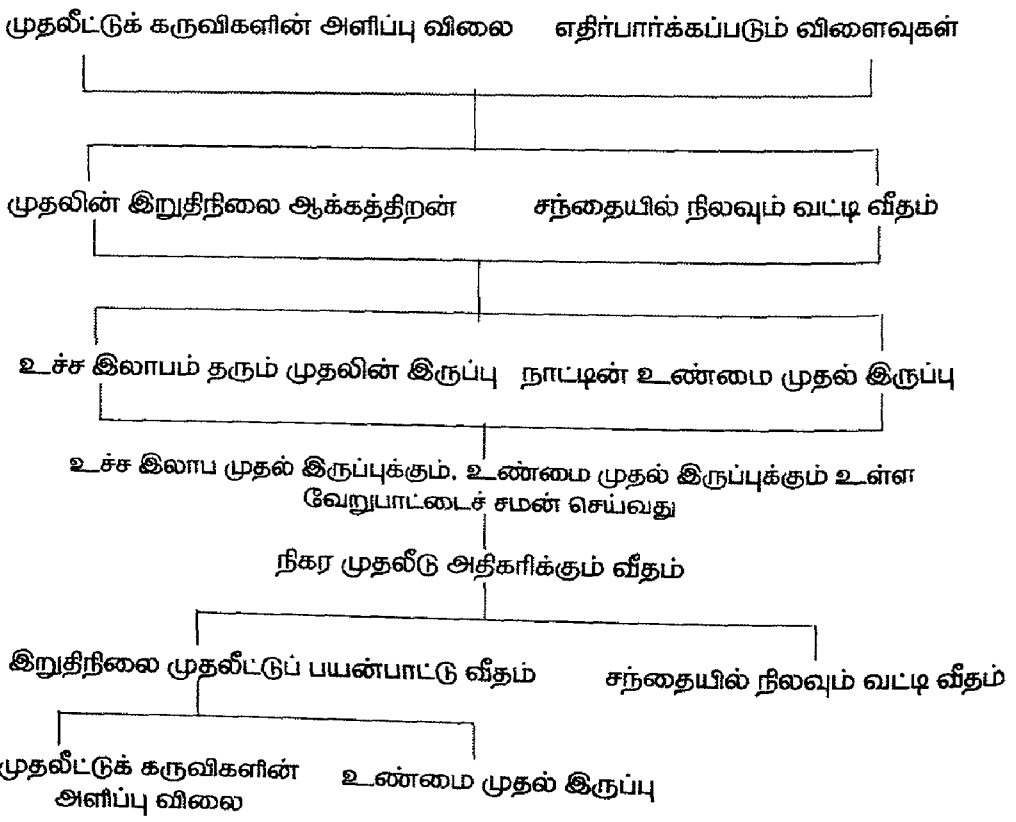 முதலீட்டுக் கருவிகளின் அளிப்பு விலை எதிர்பார்க்கப்படும் விளைவுகள்
முதலின் இறுதிநிலை ஆக்கத்திறன் சந்தையில் நிலவும் வட்டி வீதம்
உச்ச இலாபம் தரும் முதலின் இருப்பு நாட்டின் உண்மை முதல் இருப்பு
உச்ச இலாப முதல் இருப்புக்கும், உண்மை முதல் இருப்புக்கும் உள்ள
வேறுபாட்டைச் சமன் செய்வது
நிகர முதலீடு அதிகரிக்கும் வீதம்
இறுதிநிலை முதலீட்டுப் பயன்பாட்டு வீதம் சந்தையில் நிலவும் வட்டி வீதம்
முதலீட்டுக் கருவிகளின் உண்மை முதல் இருப்பு
அளிப்பு விலை